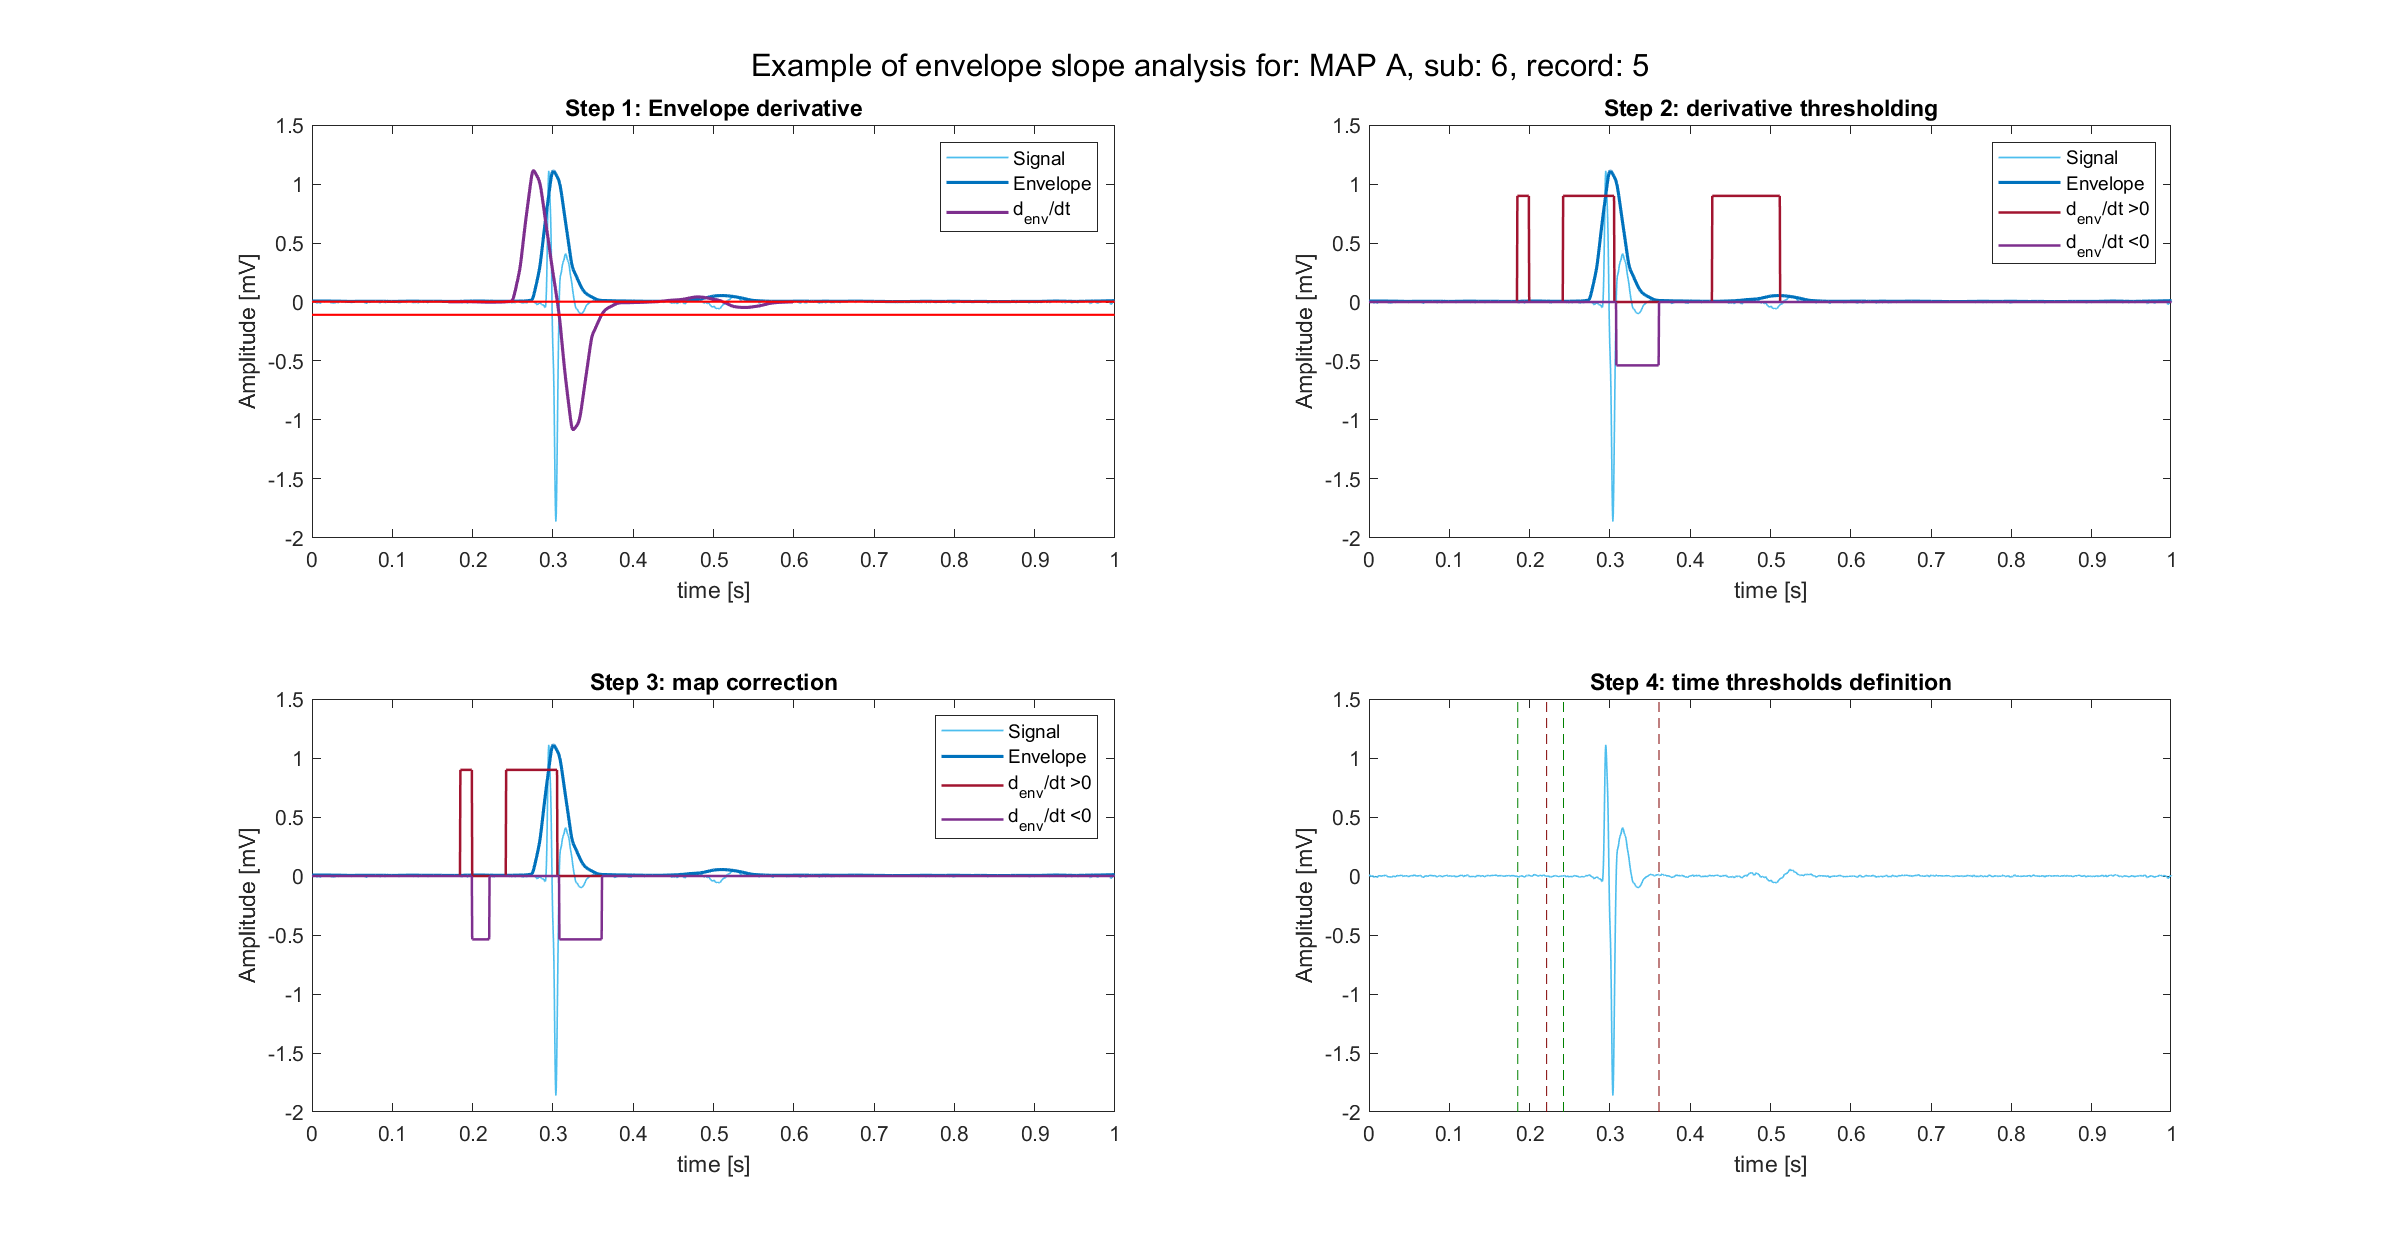 Example of envelope slope analysis for: MAP A, sub: 6, record: 5
Step 1: Envelope derivative
1.5
1
0.5
0
-0.5
-1
-1.5
-2
Amplitude [mV]
0 0.1 0.2 0.3 0.4 0.5 0.6 0.7 0.8 0.9 1
time [s]
Signal
Envelope
d_env/dt
Step 2: derivative thresholding
1.5
1
0.5
0
-0.5
-1
-1.5
-2
Amplitude [mV]
0 0.1 0.2 0.3 0.4 0.5 0.6 0.7 0.8 0.9 1
time [s]
Signal
Envelope
d_env/dt >0
d_env/dt <0
Step 3: map correction
1.5
1
0.5
0
-0.5
-1
-1.5
-2
Amplitude [mV]
0 0.1 0.2 0.3 0.4 0.5 0.6 0.7 0.8 0.9 1
time [s]
Signal
Envelope
d_env/dt >0
d_env/dt <0
Step 4: time thresholds definition
1.5
1
0.5
0
-0.5
-1
-1.5
-2
Amplitude [mV]
0 0.1 0.2 0.3 0.4 0.5 0.6 0.7 0.8 0.9 1
time [s]